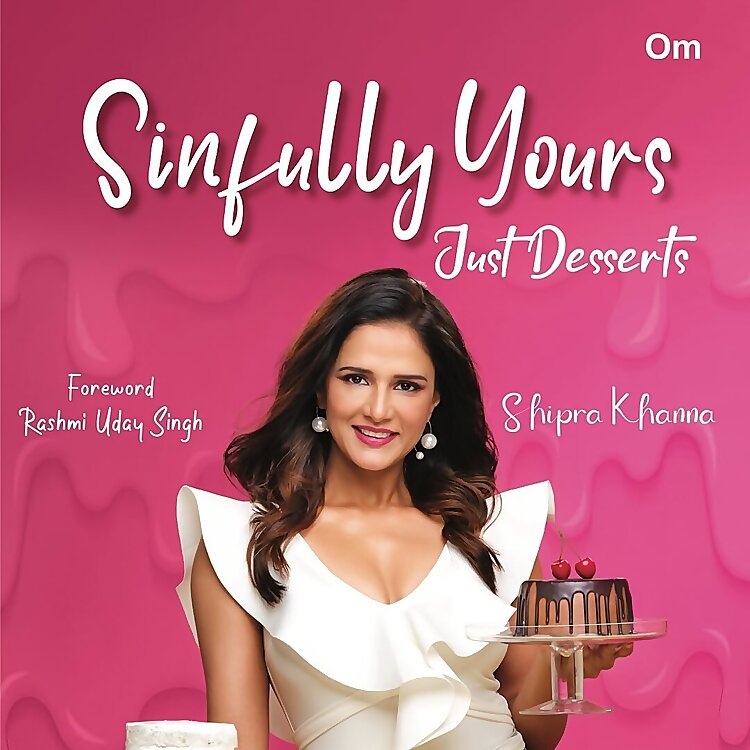 Om
Sinfully Yours
Just Desserts
Foreword
Rashmi Uday Singh
Shipra Khanna